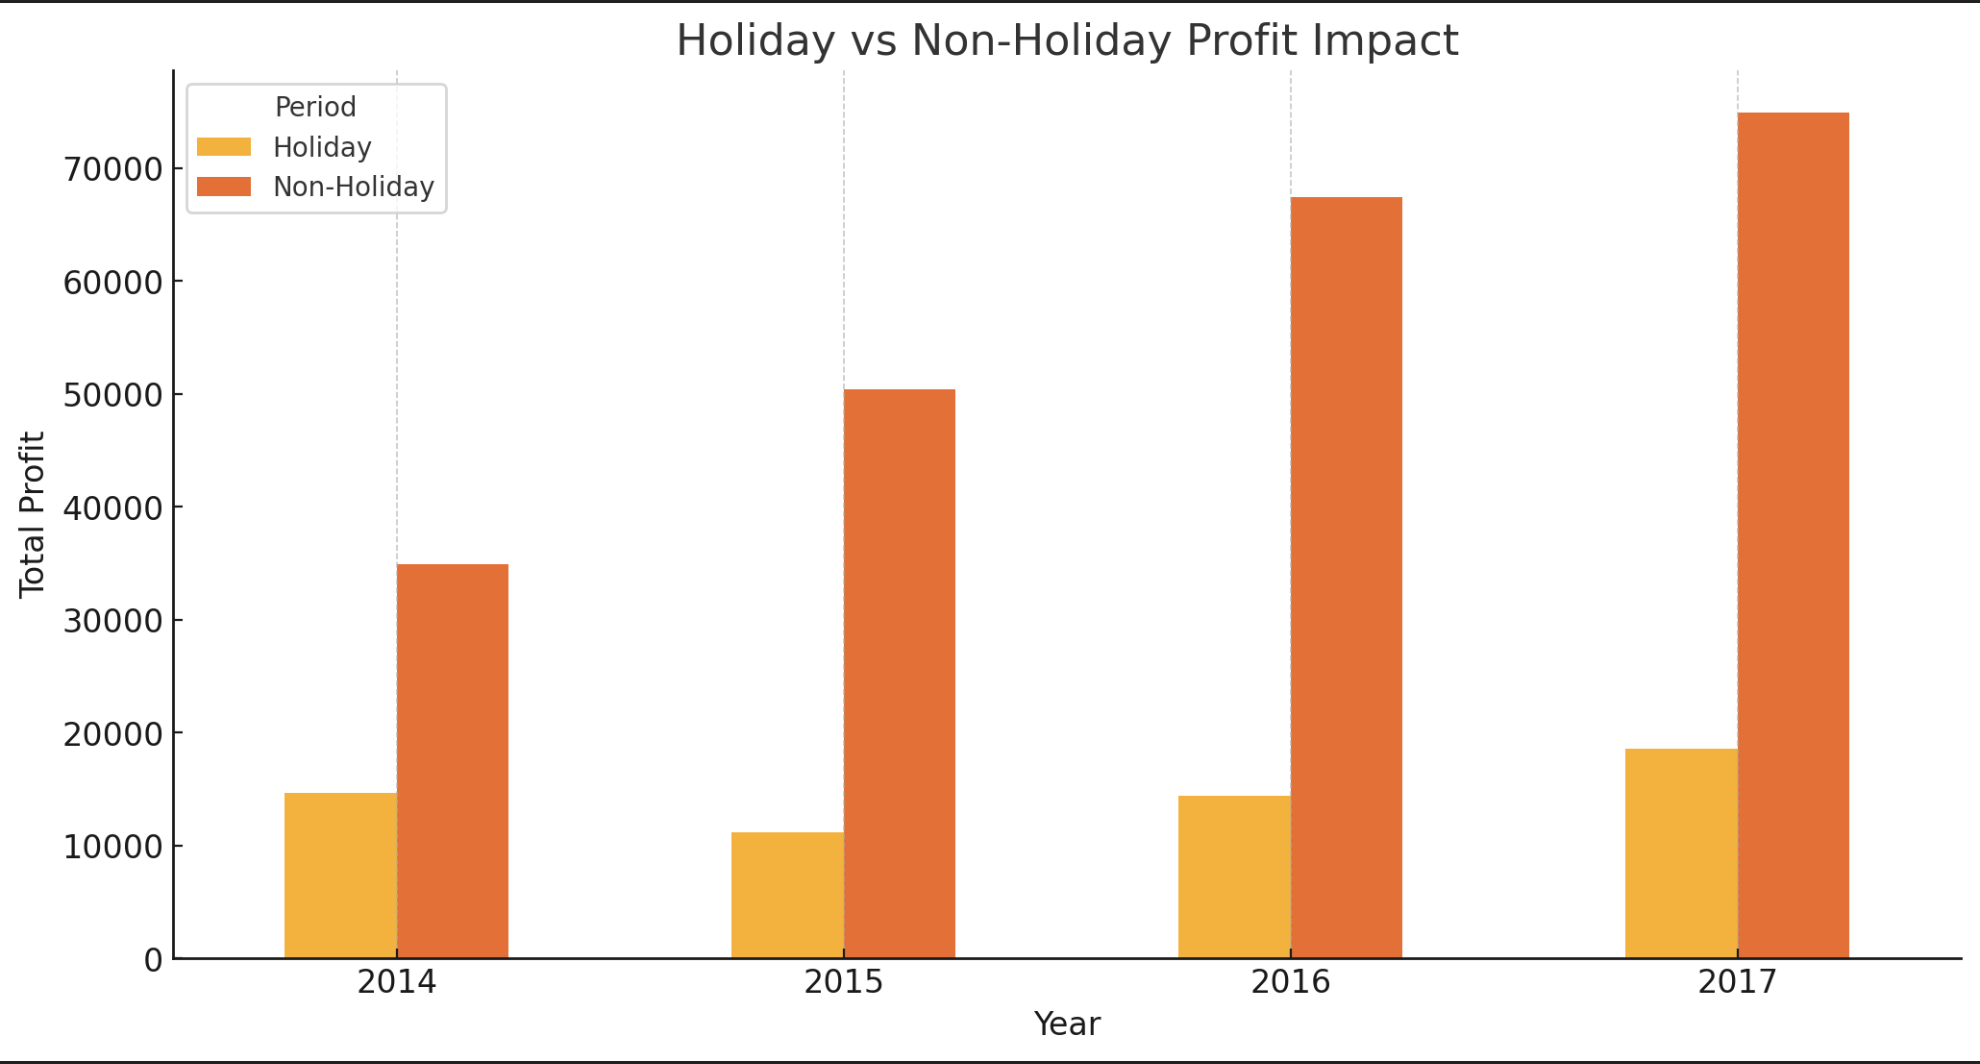 Holiday vs Non-Holiday Profit Impact
Period
Holiday
Non-Holiday
Total Profit
70000
60000
50000
40000
30000
20000
10000
0
2014
2015
2016
2017
Year